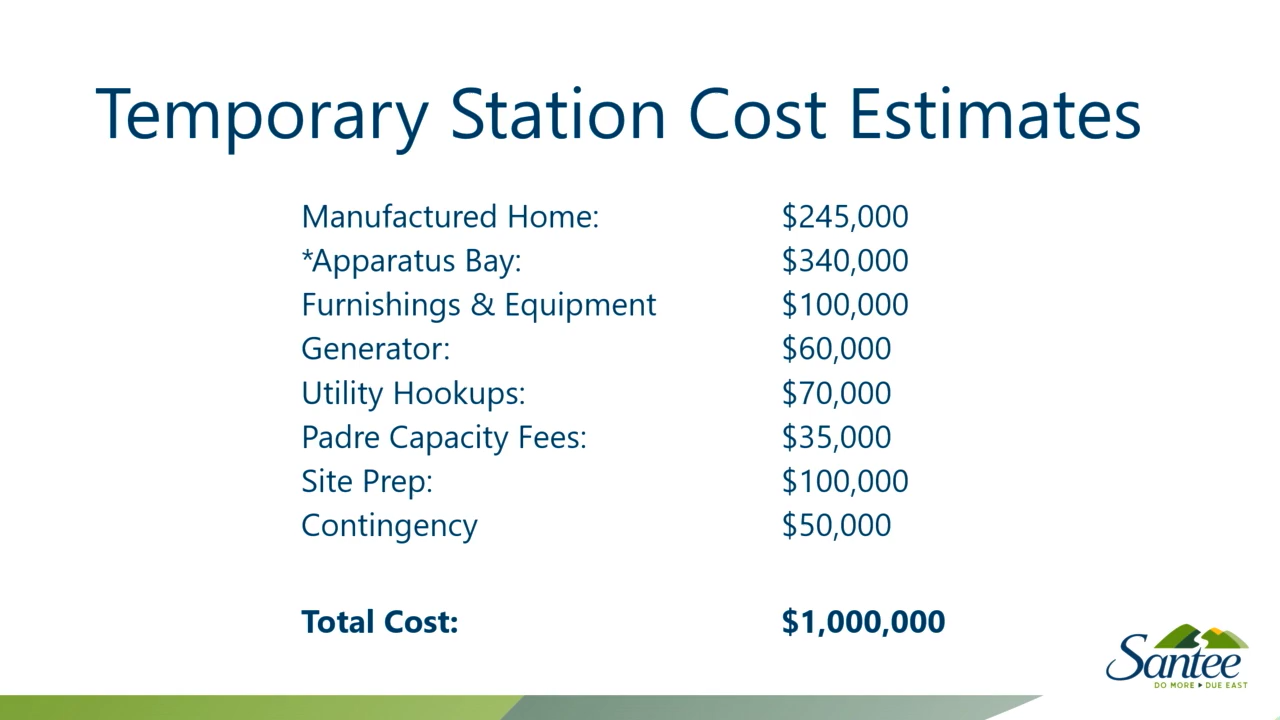 Temporary Station Cost Estimates
Manufactured Home: $245,000
*Apparatus Bay: $340,000
Furnishings & Equipment $100,000
Generator: $60,000
Utility Hookups: $70,000
Padre Capacity Fees: $35,000
Site Prep: $100,000
Contingency $50,000
Total Cost: $1,000,000
Santee
DO MORE ▸ DUE EAST